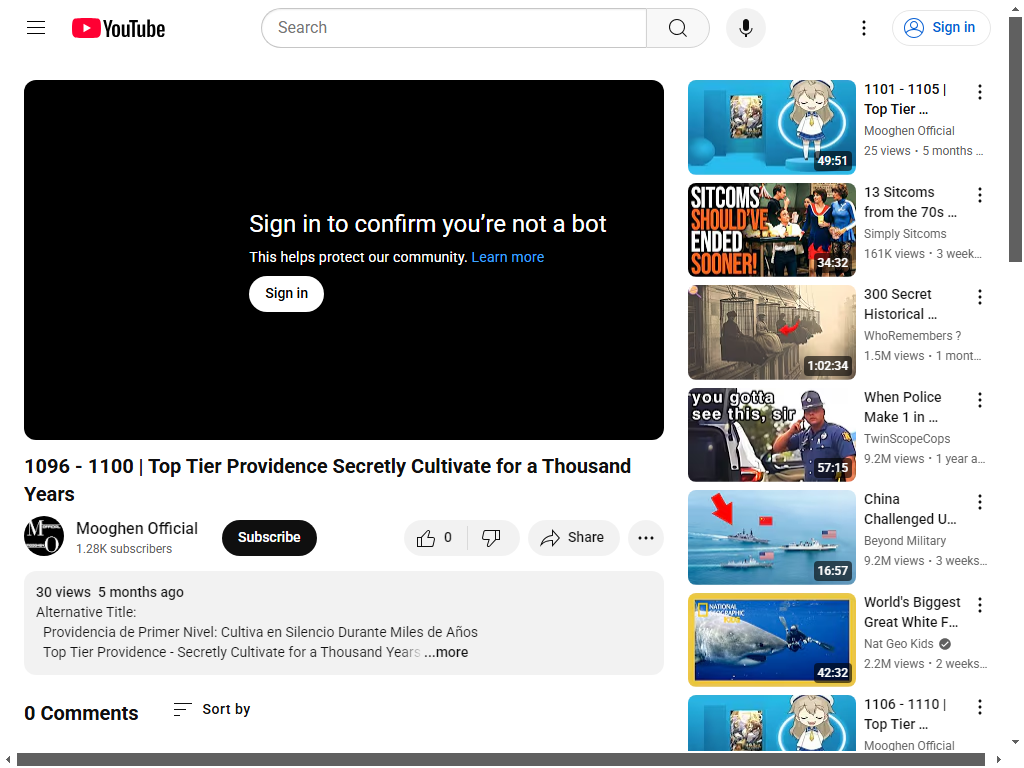 YouTube
Search
Sign in
Sign in to confirm you're not a bot
This helps protect our community. Learn more
Sign in
1096 - 1100 | Top Tier Providence Secretly Cultivate for a Thousand
Years
Mooghen Official
1.28K subscribers
Subscribe
0
Share
30 views 5 months ago
Alternative Title:
Providencia de Primer Nivel: Cultiva en Silencio Durante Miles de Años
Top Tier Providence - Secretly Cultivate for a Thousand Years ...more
0 Comments
Sort by
49:51
1101 - 1105 |
Top Tier ...
Mooghen Official
25 views · 5 months ...
SITCOMS
SHOULD'VE
ENDED
SOONER!
34:32
13 Sitcoms
from the 70s ...
Simply Sitcoms
161K views · 3 week...
1:02:34
300 Secret
Historical ...
WhoRemembers ?
1.5M views · 1 mont...
you gotta
see this, sir
57:15
When Police
Make 1 in ...
TwinScopeCops
9.2M views · 1 year a...
16:57
China
Challenged U...
Beyond Military
9.2M views · 3 weeks...
NATIONAL
GEOGRAPHIC
KIDS
42:32
World's Biggest
Great White F...
Nat Geo Kids
2.2M views · 2 weeks...
1106 - 1110 |
Top Tier ...
Mooghen Official